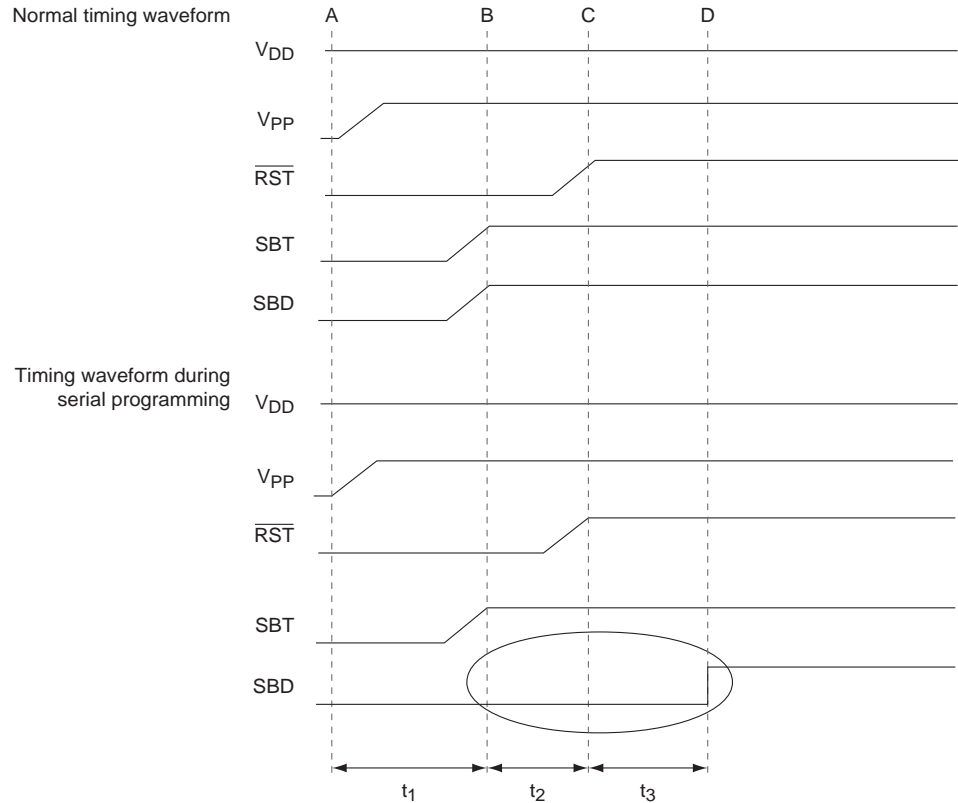 Normal timing waveform
A B C D
VDD
VPP
RST
SBT
SBD
Timing waveform during
serial programming
VDD
VPP
RST
SBT
SBD
t1 t2 t3